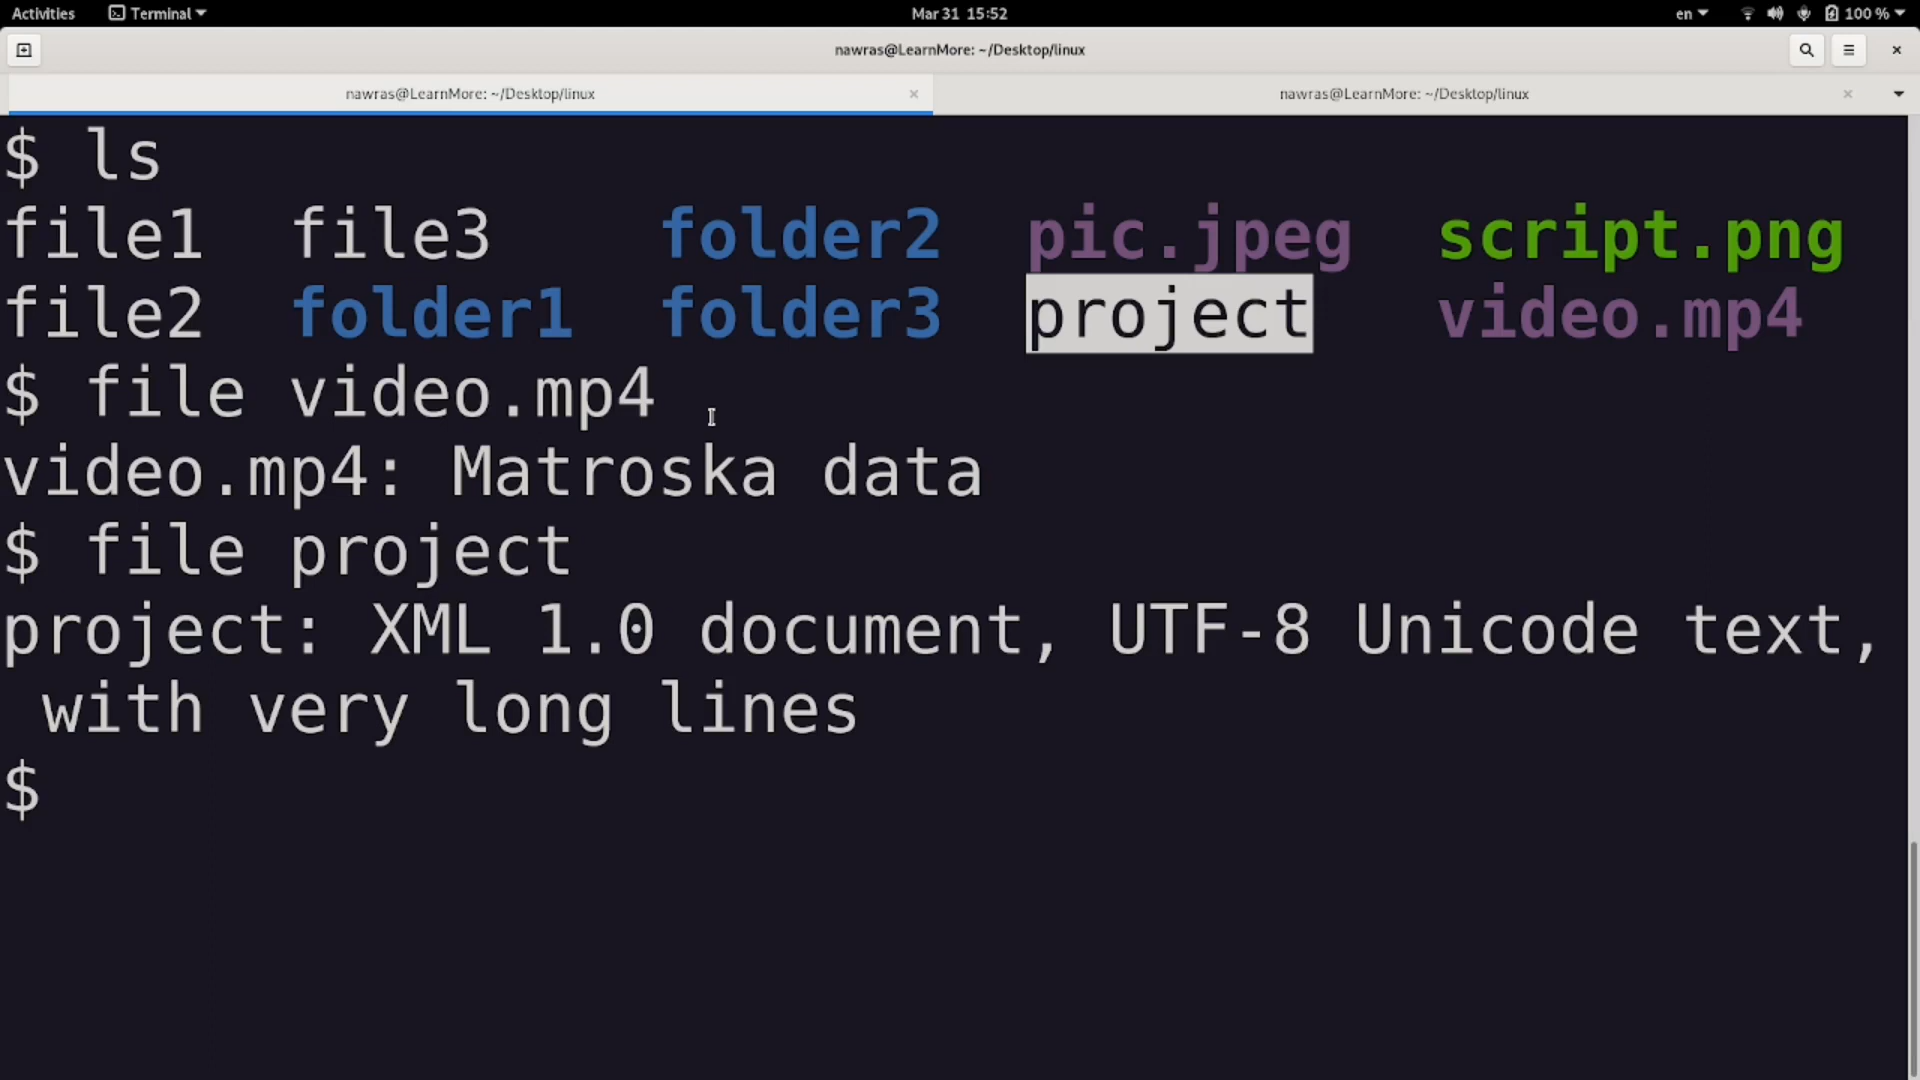 Activities Terminal Mar 31 15:52 en 100 %
nawras@LearnMore: ~/Desktop/linux
nawras@LearnMore: ~/Desktop/linux nawras@LearnMore: ~/Desktop/linux
$ ls
file1 file3 folder2 pic.jpeg script.png
file2 folder1 folder3 project video.mp4
$ file video.mp4
video.mp4: Matroska data
$ file project
project: XML 1.0 document, UTF-8 Unicode text,
with very long lines
$